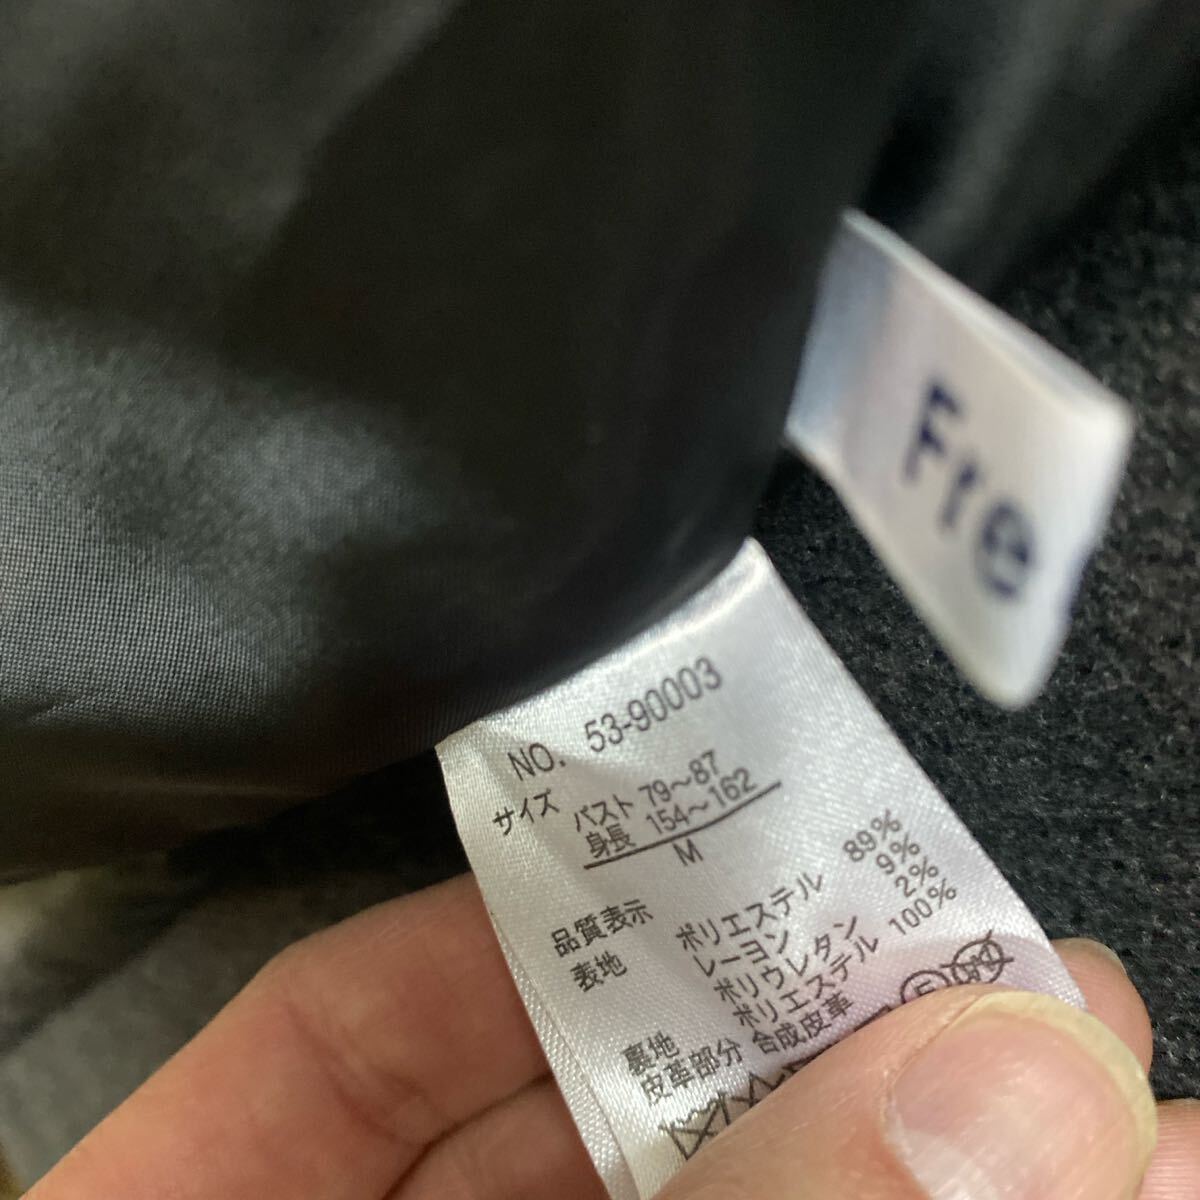 Fre
NO. 53-90003
サイズ バスト 79～87
身長 154～162
M
品質表示
表地 ポリエステル 89%
レーヨン 9%
ポリウレタン 2%
裏地 ポリエステル 100%
皮革部分 合成皮革